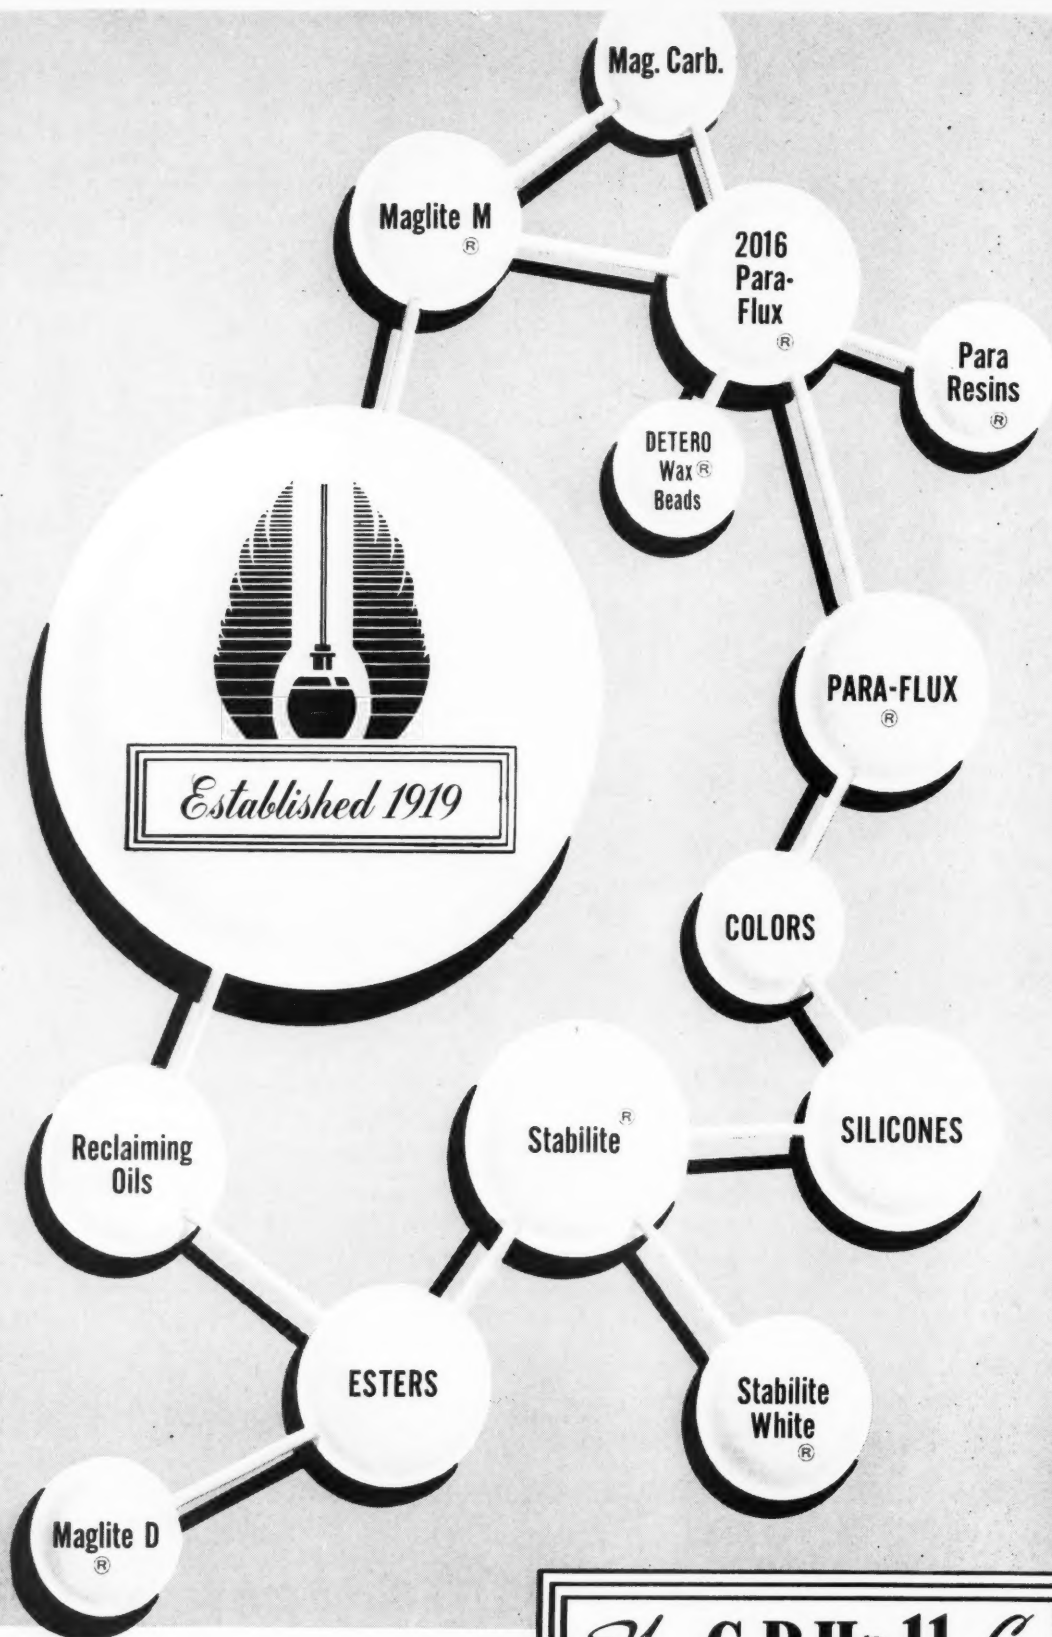 Mag. Carb.
Maglite M
®
2016
Para-
Flux
®
Para
Resins
®
DETERO
Wax ®
Beads
PARA-FLUX
®
Established 1919
COLORS
SILICONES
Stabilite ®
Reclaiming
Oils
ESTERS
Stabilite
White
®
Maglite D
®
C.P. Hall